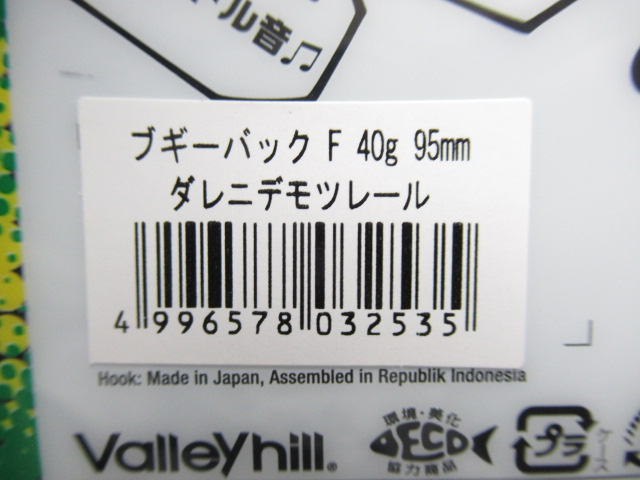 トル音♫
ブギーバック F 40g 95mm
ダレニデモツレール
4 996578 032535
Hook: Made in Japan, Assembled in Republik Indonesia
環境・美化
ECO
協力商品
プラ
ケース
Valleyhill®